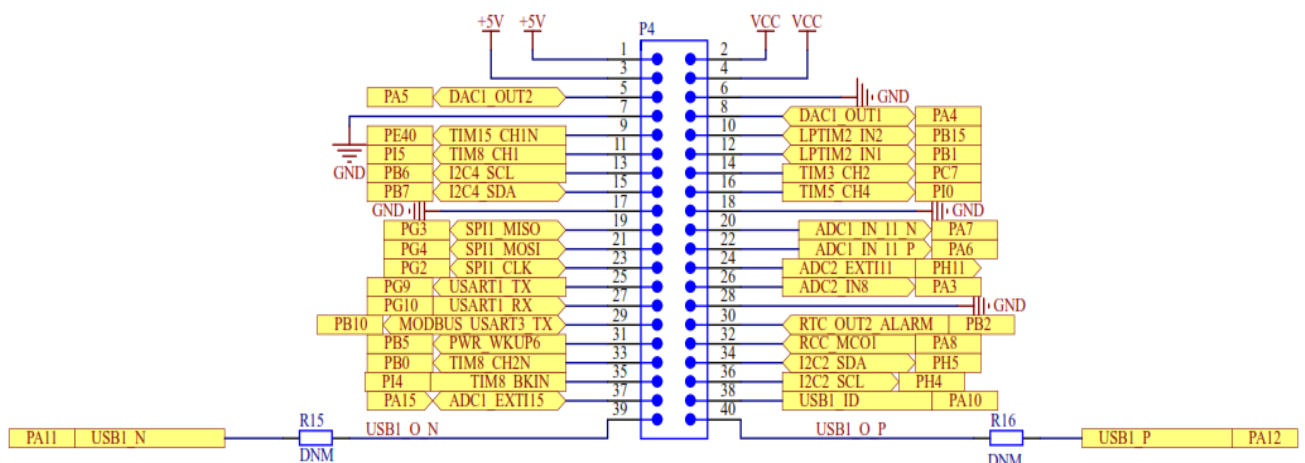 +5V +5V P4 VCC VCC
1 2
3 4
PA5 DAC1_OUT2 5 6 GND
7 8 DAC1_OUT1 PA4
PE40 TIM15_CH1N 9 10 LPTIM2_IN2 PB15
PI5 TIM8_CH1 11 12 LPTIM2_IN1 PB1
GND PB6 I2C4_SCL 13 14 TIM3_CH2 PC7
PB7 I2C4_SDA 15 16 TIM5_CH4 PI0
GND 17 18 GND
PG3 SPI1_MISO 19 20 ADC1_IN_11_N PA7
PG4 SPI1_MOSI 21 22 ADC1_IN_11_P PA6
PG2 SPI1_CLK 23 24 ADC2_EXTI11 PH11
PG9 USART1_TX 25 26 ADC2_IN8 PA3
PG10 USART1_RX 27 28 GND
PB10 MODBUS_USART3_TX 29 30 RTC_OUT2_ALARM PB2
PB5 PWR_WKUP6 31 32 RCC_MCO1 PA8
PB0 TIM8_CH2N 33 34 I2C2_SDA PH5
PI4 TIM8_BKIN 35 36 I2C2_SCL PH4
PA15 ADC1_EXTI15 37 38 USB1_ID PA10
R15 39 40 R16
PA11 USB1_N USB1_O_N USB1_O_P USB1_P PA12
DNM DNM